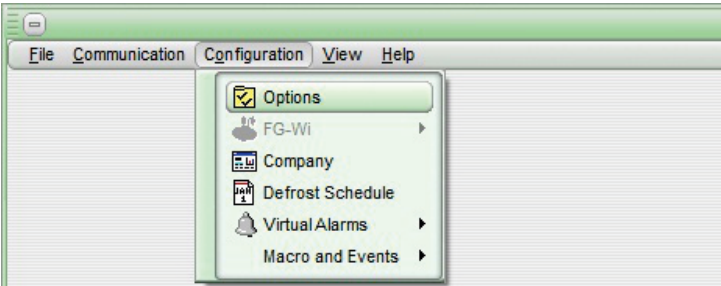 File Communication Configuration View Help
Options
FG-Wi
Company
Defrost Schedule
Virtual Alarms
Macro and Events